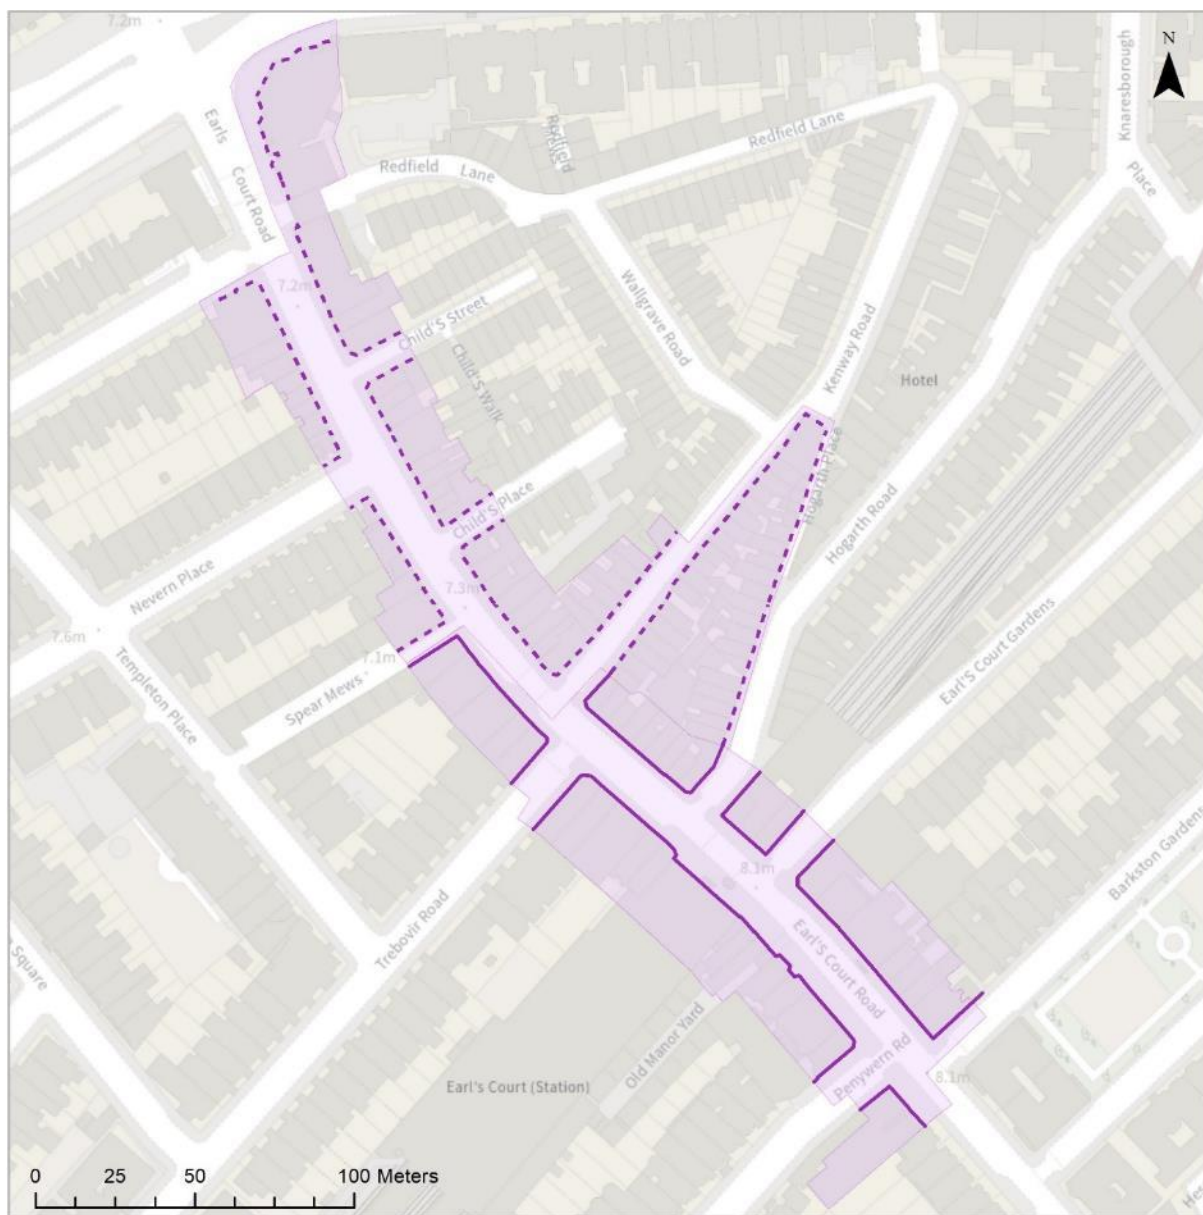 7.2m
N
Knaresborough
Place
Earls
Court Road
Redfield
Lane
Redfield Lane
7.2m
Child'S Street
Child'S Walk
Wallgrave Road
Kenway Road
Hotel
Child'S Place
Hogarth Place
Hogarth Road
Nevern Place
7.3m
7.6m
7.1m
Templeton Place
Spear Mews
Earl'S Court Gardens
8.1m
Barkston Gardens
Trebovir Road
Earl'S Court Road
Square
Old Manor Yard
Penywern Rd
8.1m
Earl's Court (Station)
0 25 50 100 Meters